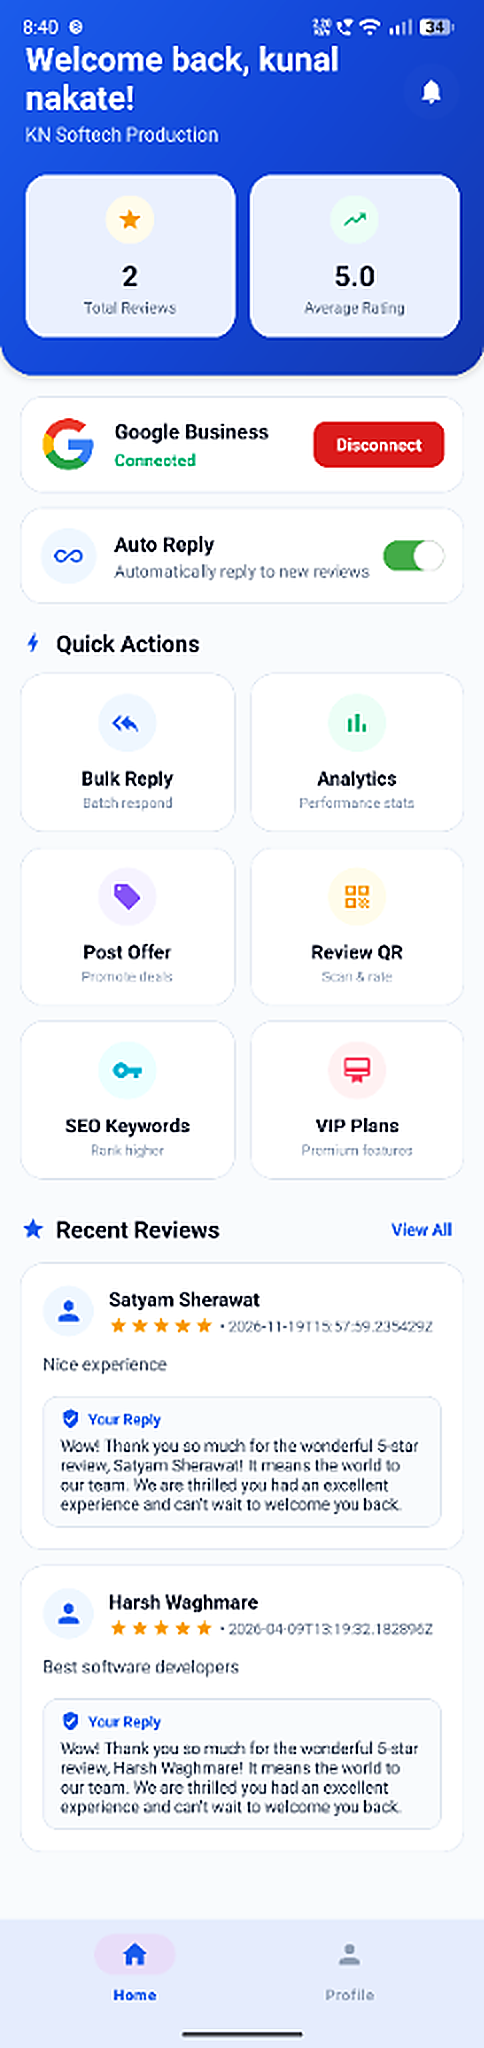 8:40
34
Welcome back, kunal
nakate!
KN Softech Production
2
Total Reviews
5.0
Average Rating
Google Business
Connected
Disconnect
Auto Reply
Automatically reply to new reviews
Quick Actions
Bulk Reply
Batch respond
Analytics
Performance stats
Post Offer
Promote deals
Review QR
Scan & rate
SEO Keywords
Rank higher
VIP Plans
Premium features
Recent Reviews
View All
Satyam Sherawat
• 2026-11-19T15:57:59.235429Z
Nice experience
Your Reply
Wow! Thank you so much for the wonderful 5-star
review, Satyam Sherawat! It means the world to
our team. We are thrilled you had an excellent
experience and can't wait to welcome you back.
Harsh Waghmare
• 2026-04-09T13:19:32.182896Z
Best software developers
Your Reply
Wow! Thank you so much for the wonderful 5-star
review, Harsh Waghmare! It means the world to
our team. We are thrilled you had an excellent
experience and can't wait to welcome you back.
Home
Profile